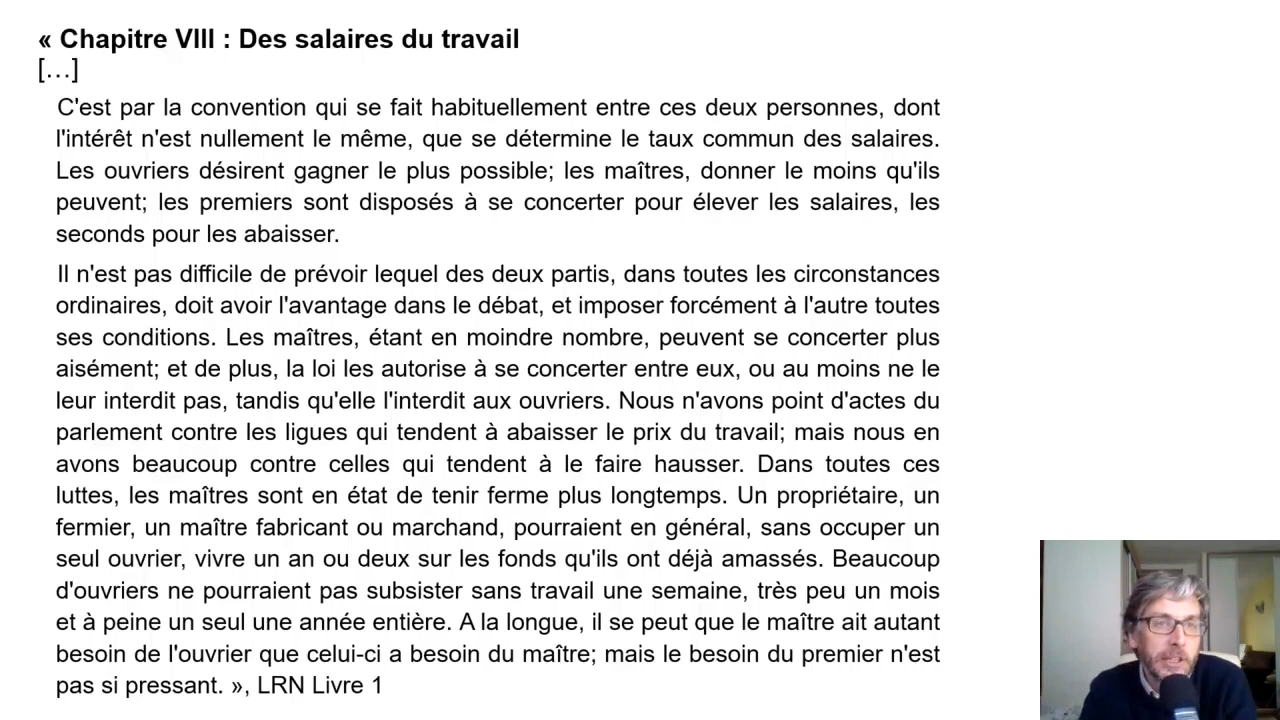 « Chapitre VIII : Des salaires du travail
[…]
C'est par la convention qui se fait habituellement entre ces deux personnes, dont
l'intérêt n'est nullement le même, que se détermine le taux commun des salaires.
Les ouvriers désirent gagner le plus possible; les maîtres, donner le moins qu'ils
peuvent; les premiers sont disposés à se concerter pour élever les salaires, les
seconds pour les abaisser.
Il n'est pas difficile de prévoir lequel des deux partis, dans toutes les circonstances
ordinaires, doit avoir l'avantage dans le débat, et imposer forcément à l'autre toutes
ses conditions. Les maîtres, étant en moindre nombre, peuvent se concerter plus
aisément; et de plus, la loi les autorise à se concerter entre eux, ou au moins ne le
leur interdit pas, tandis qu'elle l'interdit aux ouvriers. Nous n'avons point d'actes du
parlement contre les ligues qui tendent à abaisser le prix du travail; mais nous en
avons beaucoup contre celles qui tendent à le faire hausser. Dans toutes ces
luttes, les maîtres sont en état de tenir ferme plus longtemps. Un propriétaire, un
fermier, un maître fabricant ou marchand, pourraient en général, sans occuper un
seul ouvrier, vivre un an ou deux sur les fonds qu'ils ont déjà amassés. Beaucoup
d'ouvriers ne pourraient pas subsister sans travail une semaine, très peu un mois
et à peine un seul une année entière. A la longue, il se peut que le maître ait autant
besoin de l'ouvrier que celui-ci a besoin du maître; mais le besoin du premier n'est
pas si pressant. », LRN Livre 1